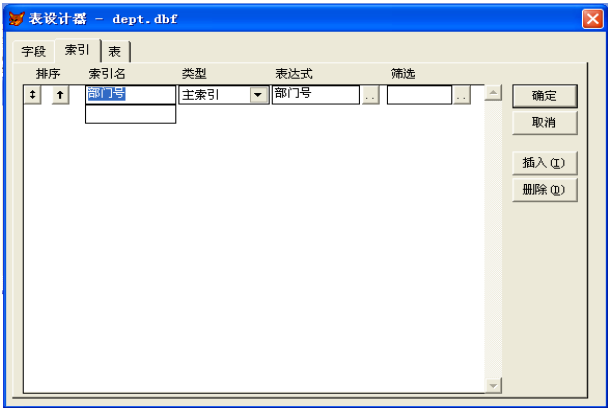 表设计器 - dept.dbf
字段 索引 表
排序 索引名 类型 表达式 筛选
部门号 主索引 部门号 .. ..
确定
取消
插入(I)
删除(D)